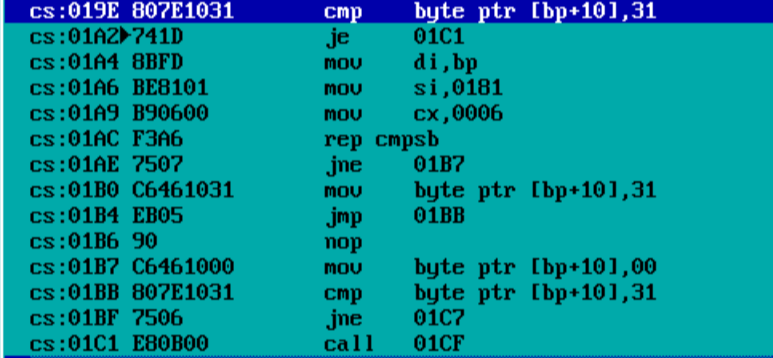 cs:019E 807E1031 cmp byte ptr [bp+10],31
cs:01A2▶741D je 01C1
cs:01A4 8BFD mov di,bp
cs:01A6 BE8101 mov si,0181
cs:01A9 B90600 mov cx,0006
cs:01AC F3A6 rep cmpsb
cs:01AE 7507 jne 01B7
cs:01B0 C6461031 mov byte ptr [bp+10],31
cs:01B4 EB05 jmp 01BB
cs:01B6 90 nop
cs:01B7 C6461000 mov byte ptr [bp+10],00
cs:01BB 807E1031 cmp byte ptr [bp+10],31
cs:01BF 7506 jne 01C7
cs:01C1 E80B00 call 01CF